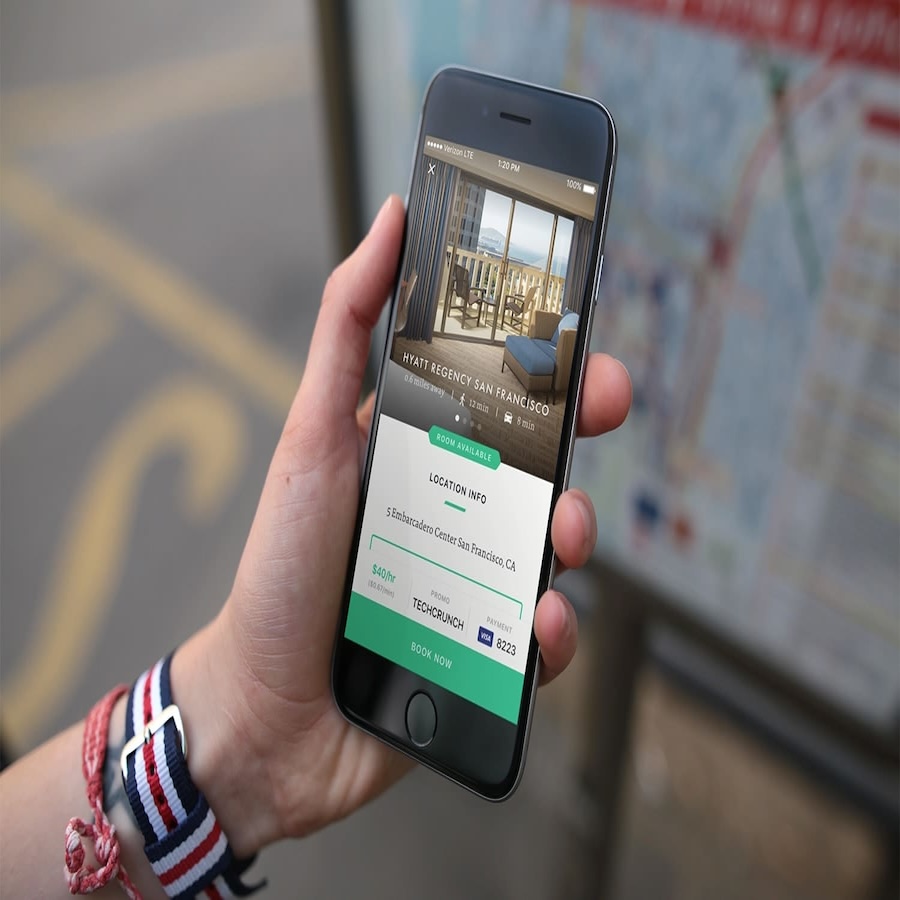 Verizon LTE 1:20 PM 100%
X
HYATT REGENCY SAN FRANCISCO
0.6 miles away | 12 min | 8 min
ROOM AVAILABLE
LOCATION INFO
5 Embarcadero Center San Francisco, CA
$40/hr PROMO PAYMENT
($0.67/min) TECHCRUNCH VISA 8223
BOOK NOW